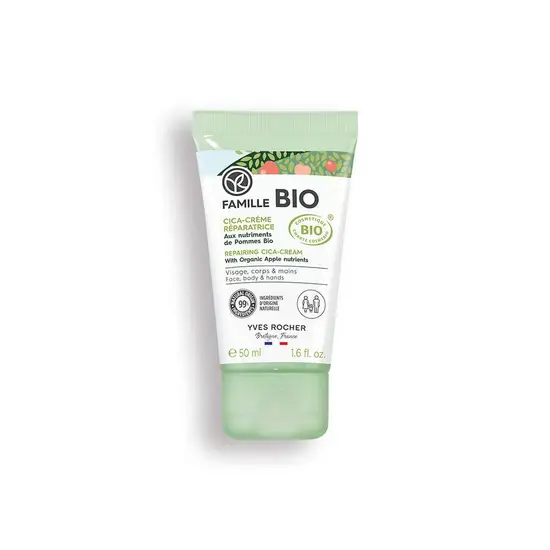 FAMILLE BIO
CICA-CRÈME
RÉPARATRICE
Aux nutriments
de Pommes Bio
REPAIRING CICA-CREAM
With Organic Apple nutrients
Visage, corps & mains
Face, body & hands
COSMÉTIQUE
BIO
®
99%
INGRÉDIENTS
D'ORIGINE
NATURELLE
YVES ROCHER
Bretagne, France
e 50 ml 1.6 fl. oz.